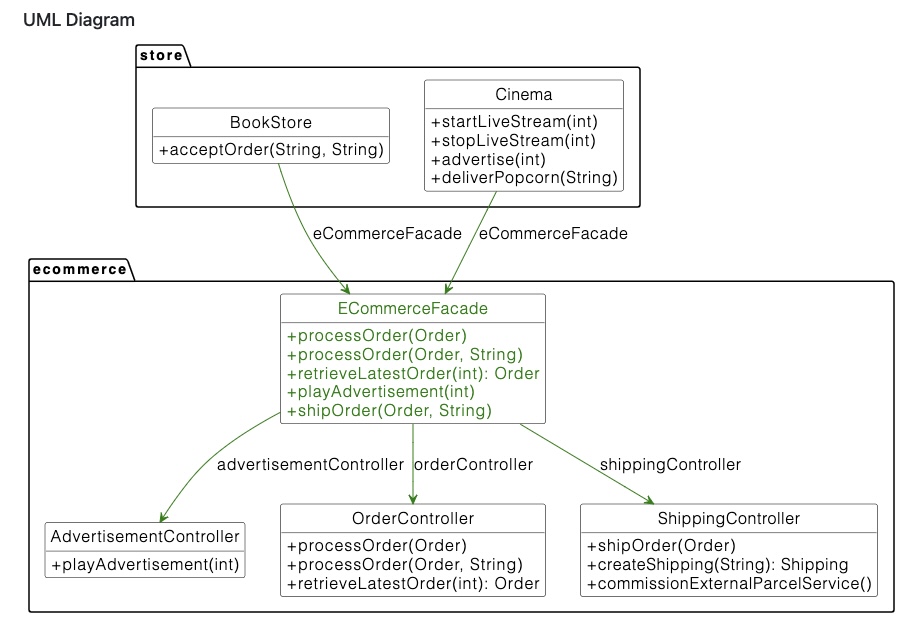 UML Diagram
store
BookStore
+acceptOrder(String, String)
Cinema
+startLiveStream(int)
+stopLiveStream(int)
+advertise(int)
+deliverPopcorn(String)
eCommerceFacade
eCommerceFacade
ecommerce
ECommerceFacade
+processOrder(Order)
+processOrder(Order, String)
+retrieveLatestOrder(int): Order
+playAdvertisement(int)
+shipOrder(Order, String)
advertisementController
orderController
shippingController
AdvertisementController
+playAdvertisement(int)
OrderController
+processOrder(Order)
+processOrder(Order, String)
+retrieveLatestOrder(int): Order
ShippingController
+shipOrder(Order)
+createShipping(String): Shipping
+commissionExternalParcelService()